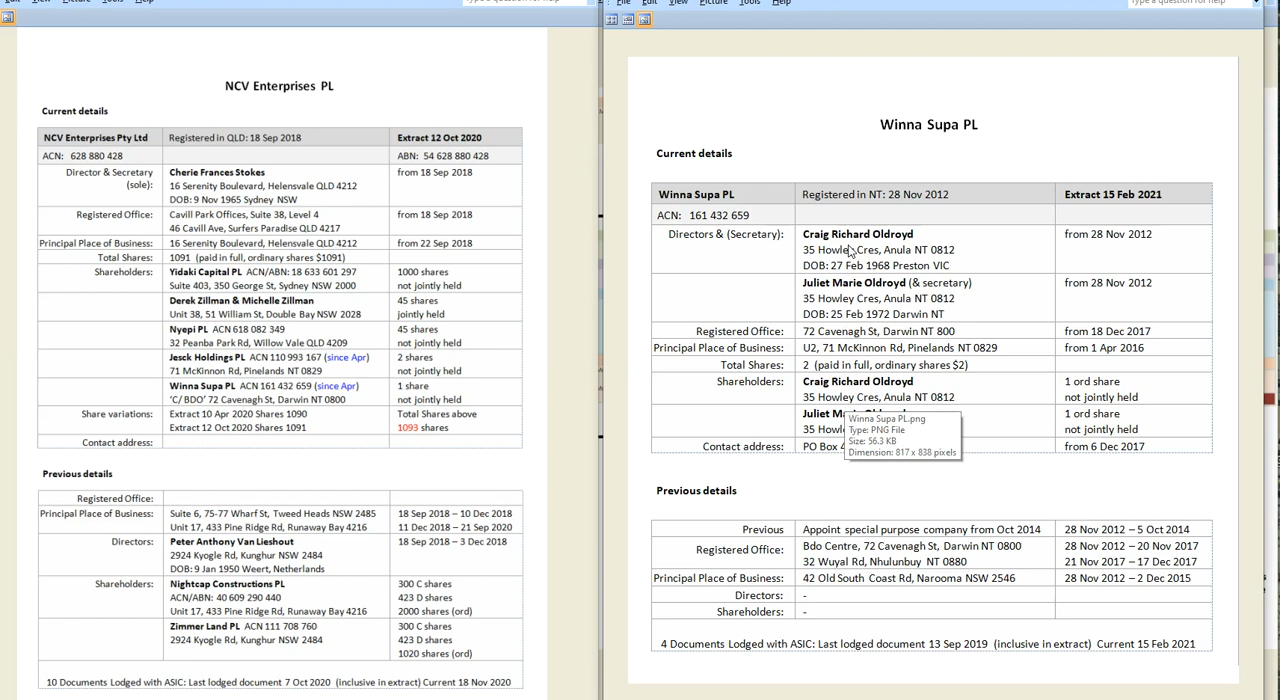 Edit View Picture Tools Help Type a question for help
NCV Enterprises PL
Current details
NCV Enterprises Pty Ltd Registered in QLD: 18 Sep 2018 Extract 12 Oct 2020
ACN: 628 880 428 ABN: 54 628 880 428
Director & Secretary Cherie Frances Stokes from 18 Sep 2018
(sole): 16 Serenity Boulevard, Helensvale QLD 4212
DOB: 9 Nov 1965 Sydney NSW
Registered Office: Cavill Park Offices, Suite 38, Level 4 from 18 Sep 2018
46 Cavill Ave, Surfers Paradise QLD 4217
Principal Place of Business: 16 Serenity Boulevard, Helensvale QLD 4212 from 22 Sep 2018
Total Shares: 1091 (paid in full, ordinary shares $1091)
Shareholders: Yidaki Capital PL ACN/ABN: 18 633 601 297 1000 shares
Suite 403, 350 George St, Sydney NSW 2000 not jointly held
Derek Zillman & Michelle Zillman 45 shares
Unit 38, 51 William St, Double Bay NSW 2028 jointly held
Nyepi PL ACN 618 082 349 45 shares
32 Peanba Park Rd, Willow Vale QLD 4209 not jointly held
Jesck Holdings PL ACN 110 993 167 (since Apr) 2 shares
71 McKinnon Rd, Pinelands NT 0829 not jointly held
Winna Supa PL ACN 161 432 659 (since Apr) 1 share
‘C/ BDO’ 72 Cavenagh St, Darwin NT 0800 not jointly held
Share variations: Extract 10 Apr 2020 Shares 1090 Total Shares above
Extract 12 Oct 2020 Shares 1091 1093 shares
Contact address:
Previous details
Registered Office:
Principal Place of Business: Suite 6, 75-77 Wharf St, Tweed Heads NSW 2485 18 Sep 2018 – 10 Dec 2018
Unit 17, 433 Pine Ridge Rd, Runaway Bay 4216 11 Dec 2018 – 21 Sep 2020
Directors: Peter Anthony Van Lieshout 18 Sep 2018 – 3 Dec 2018
2924 Kyogle Rd, Kunghur NSW 2484
DOB: 9 Jan 1950 Weert, Netherlands
Shareholders: Nightcap Constructions PL 300 C shares
ACN/ABN: 40 609 290 440 423 D shares
Unit 17, 433 Pine Ridge Rd, Runaway Bay 4216 2000 shares (ord)
Zimmer Land PL ACN 111 708 760 300 C shares
2924 Kyogle Rd, Kunghur NSW 2484 423 D shares
1020 shares (ord)
10 Documents Lodged with ASIC: Last lodged document 7 Oct 2020 (inclusive in extract) Current 18 Nov 2020
File Edit View Picture Tools Help Type a question for help
Winna Supa PL
Current details
Winna Supa PL Registered in NT: 28 Nov 2012 Extract 15 Feb 2021
ACN: 161 432 659
Directors & (Secretary): Craig Richard Oldroyd from 28 Nov 2012
35 Howley Cres, Anula NT 0812
DOB: 27 Feb 1968 Preston VIC
Juliet Marie Oldroyd (& secretary) from 28 Nov 2012
35 Howley Cres, Anula NT 0812
DOB: 25 Feb 1972 Darwin NT
Registered Office: 72 Cavenagh St, Darwin NT 800 from 18 Dec 2017
Principal Place of Business: U2, 71 McKinnon Rd, Pinelands NT 0829 from 1 Apr 2016
Total Shares: 2 (paid in full, ordinary shares $2)
Shareholders: Craig Richard Oldroyd 1 ord share
35 Howley Cres, Anula NT 0812 not jointly held
Juliet 1 ord share
35 not jointly held
Contact address: PO Box from 6 Dec 2017
Winna Supa PL.png
Type: PNG File
Size: 56.3 KB
Dimension: 817 x 838 pixels
Previous details
Previous Appoint special purpose company from Oct 2014 28 Nov 2012 – 5 Oct 2014
Registered Office: Bdo Centre, 72 Cavenagh St, Darwin NT 0800 28 Nov 2012 – 20 Nov 2017
32 Wuyal Rd, Nhulunbuy NT 0880 21 Nov 2017 – 17 Dec 2017
Principal Place of Business: 42 Old South Coast Rd, Narooma NSW 2546 28 Nov 2012 – 2 Dec 2015
Directors: -
Shareholders: -
4 Documents Lodged with ASIC: Last lodged document 13 Sep 2019 (inclusive in extract) Current 15 Feb 2021